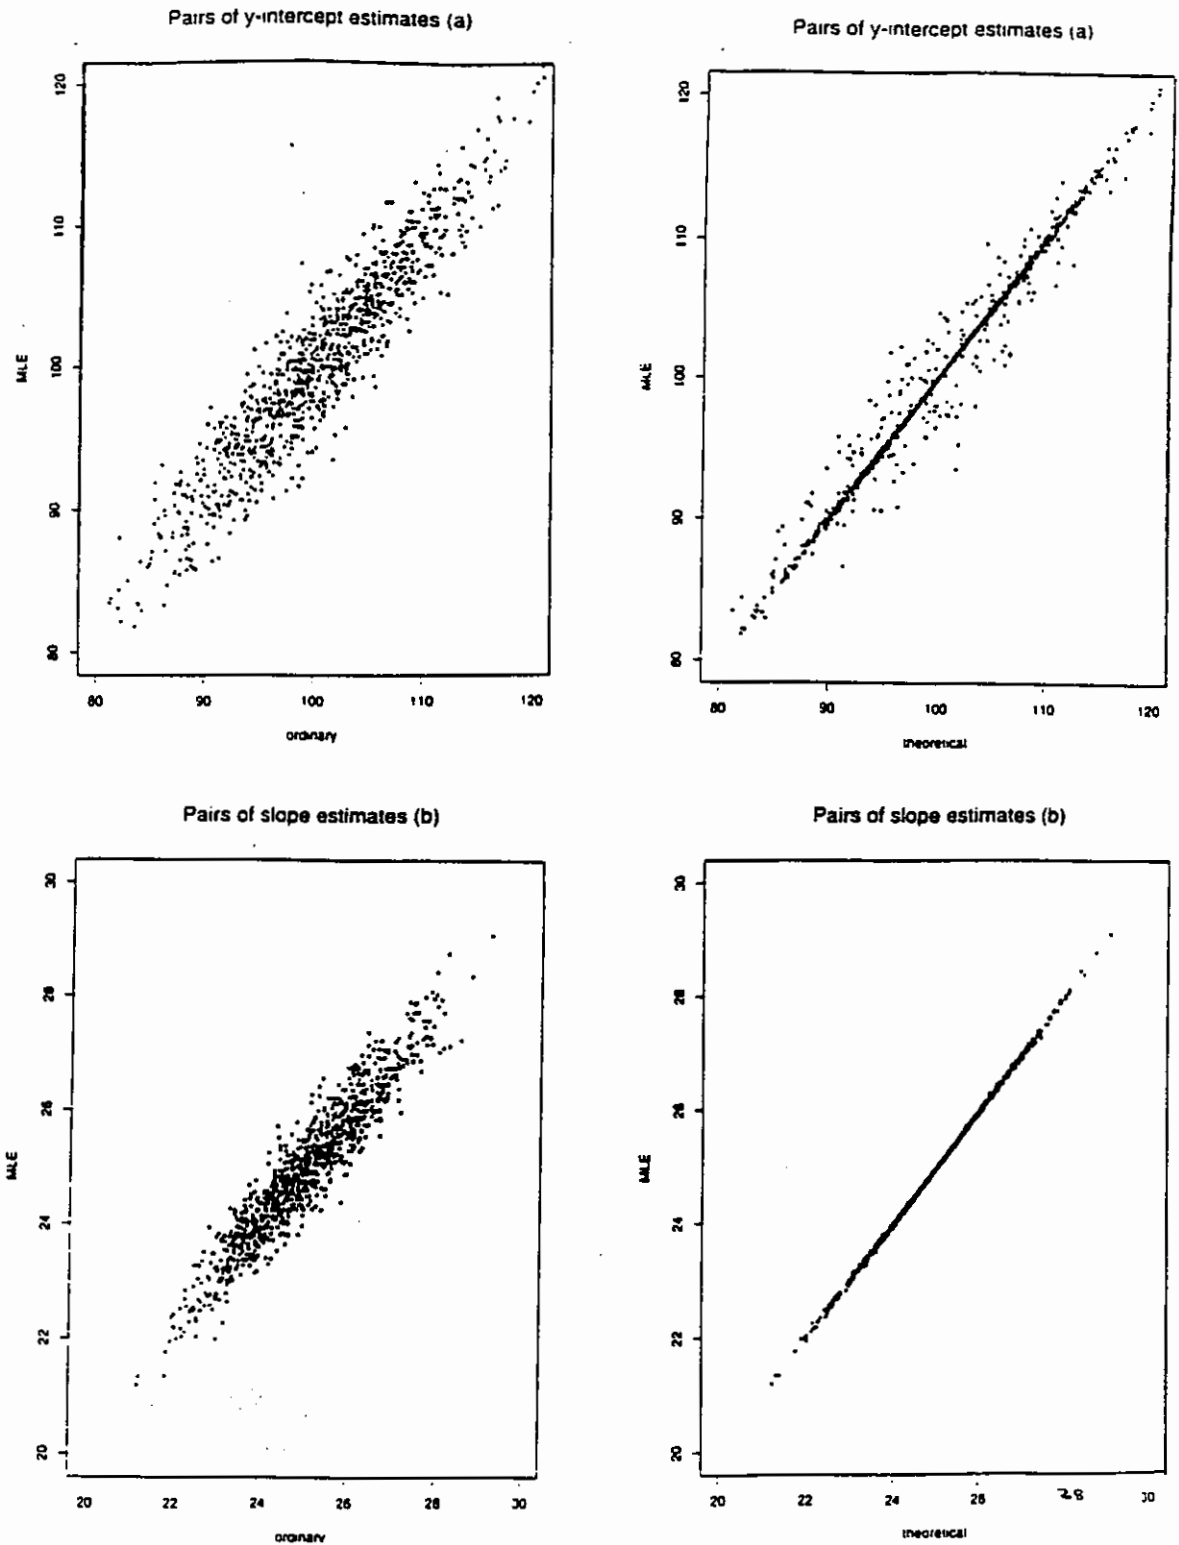 Pairs of y-intercept estimates (a)
120
110
100
90
80
MLE
80 90 100 110 120
ordinary
Pairs of y-intercept estimates (a)
120
110
100
90
80
MLE
80 90 100 110 120
theoretical
Pairs of slope estimates (b)
30
28
26
24
22
20
MLE
20 22 24 26 28 30
ordinary
Pairs of slope estimates (b)
30
28
26
24
22
20
MLE
20 22 24 26 28 30
theoretical